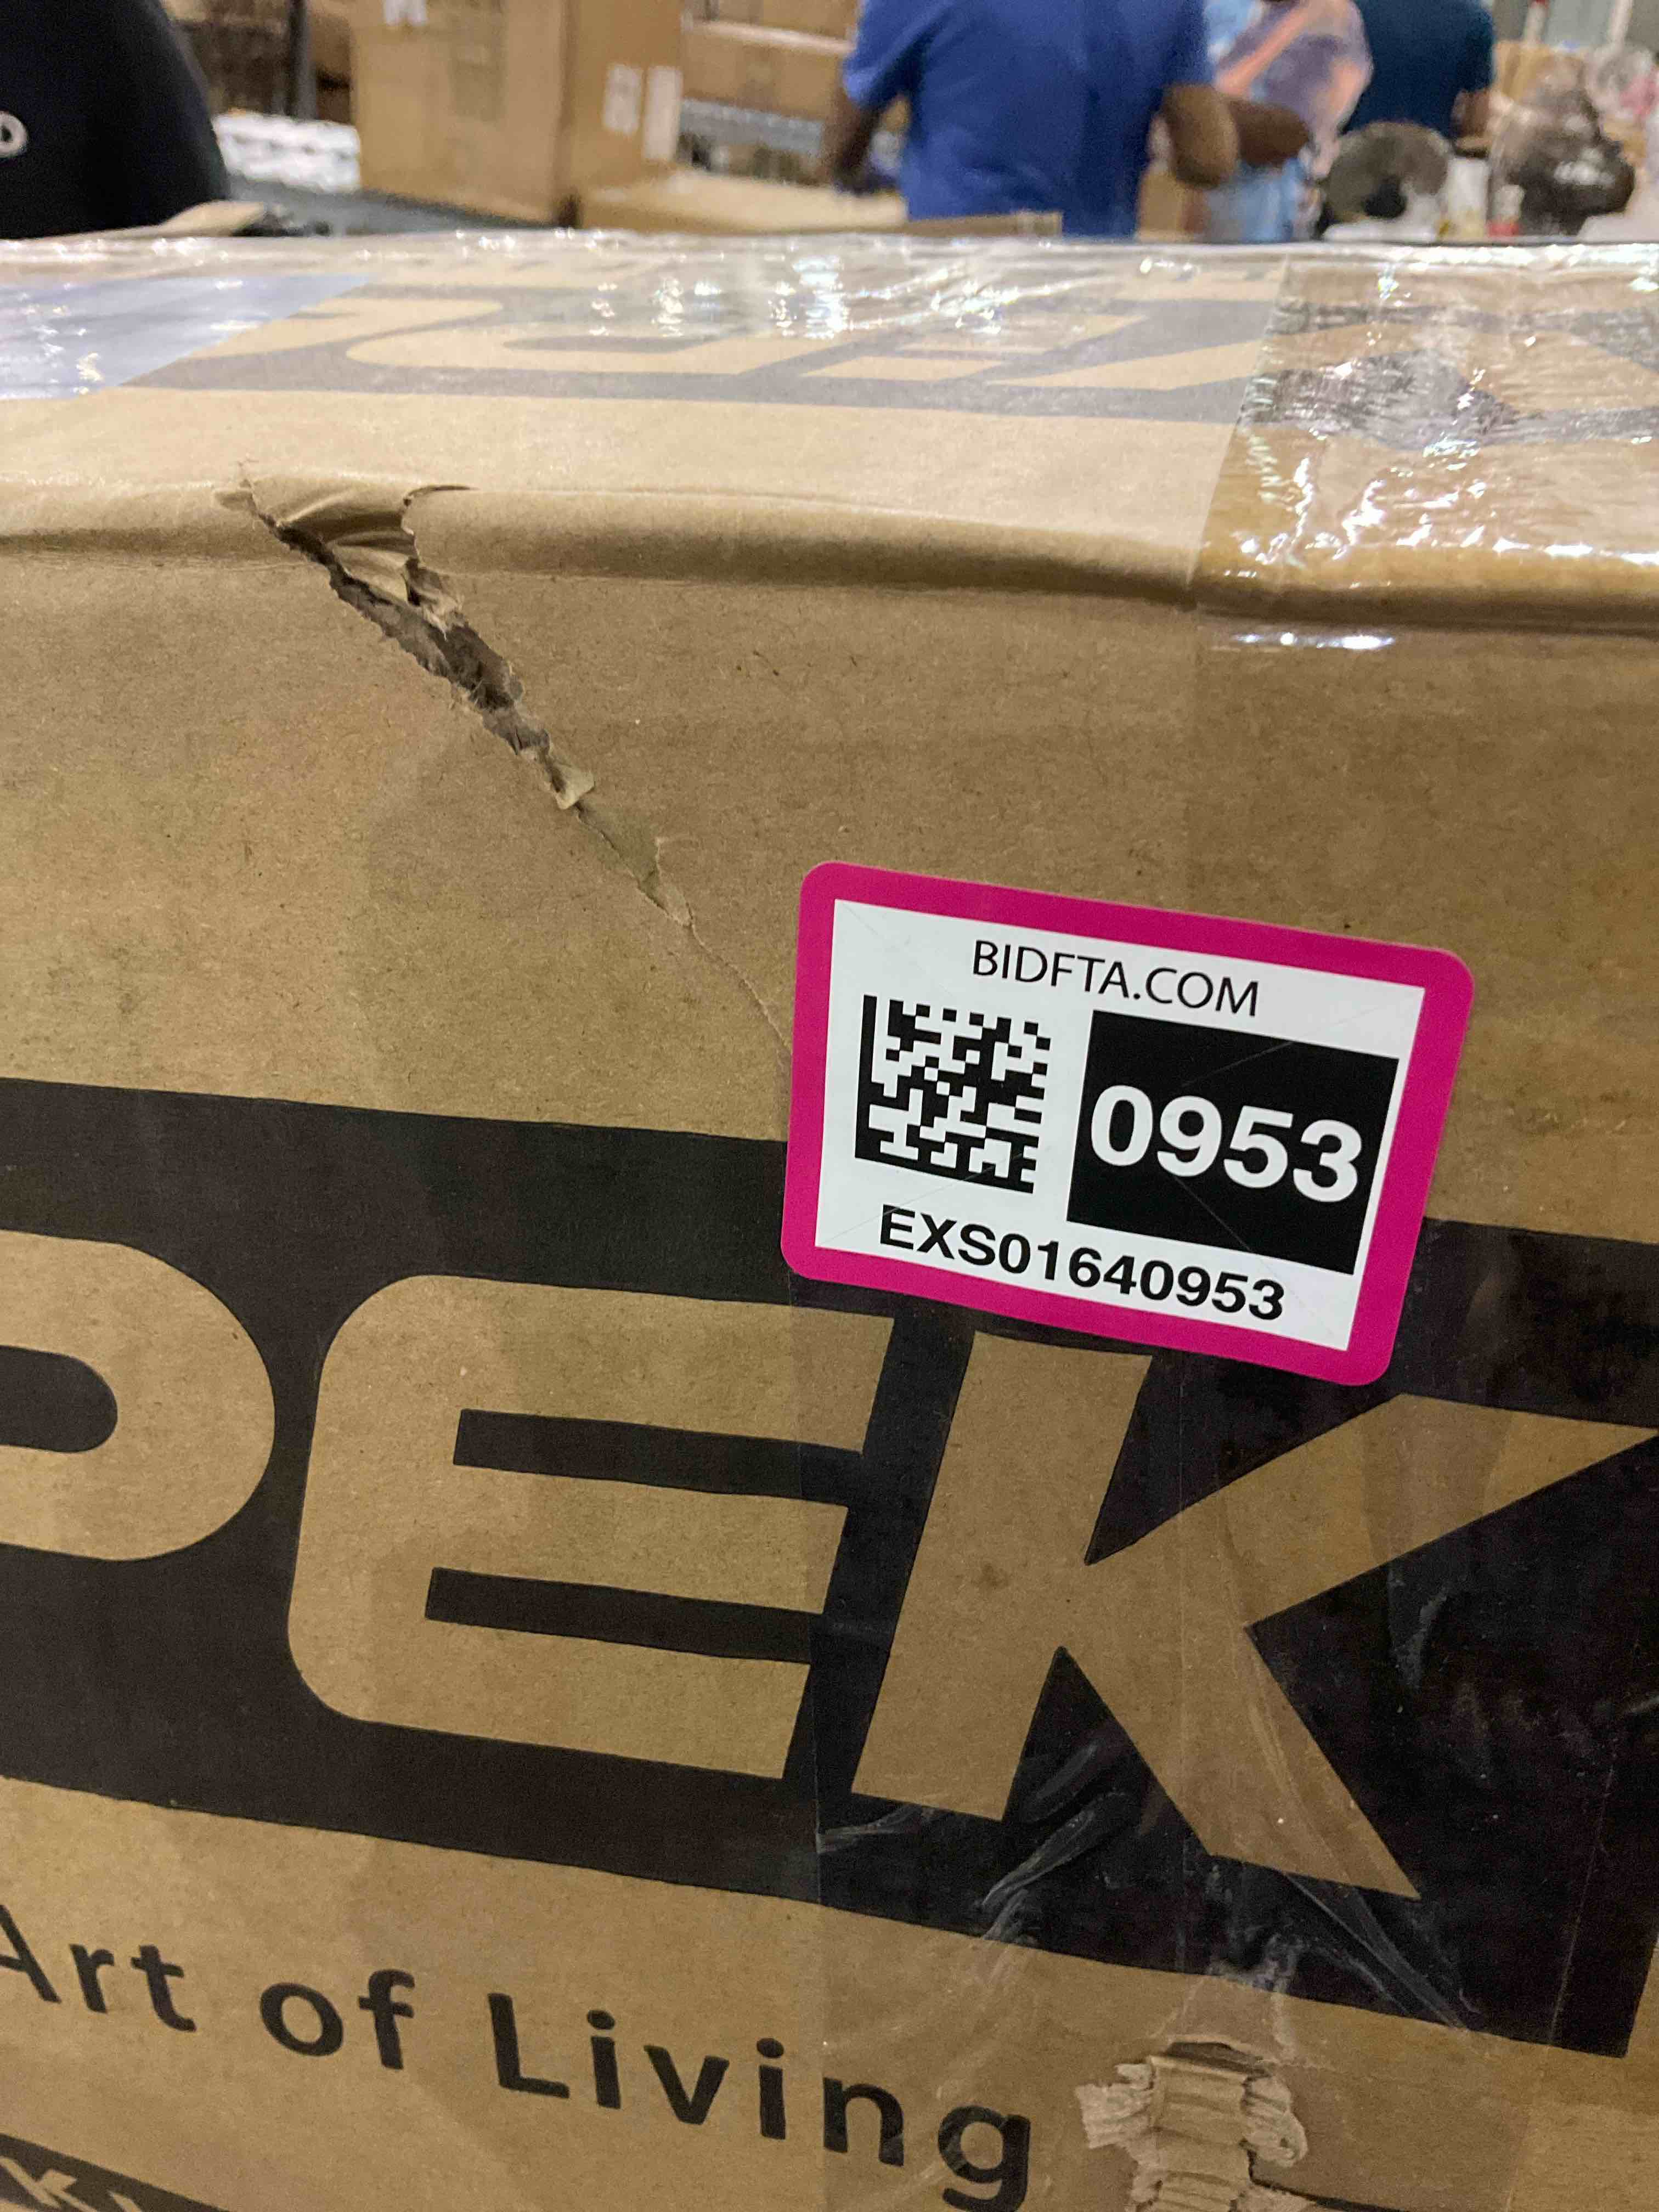 BIDFTA.COM
0953
EXS01640953
PEK
Art of Living